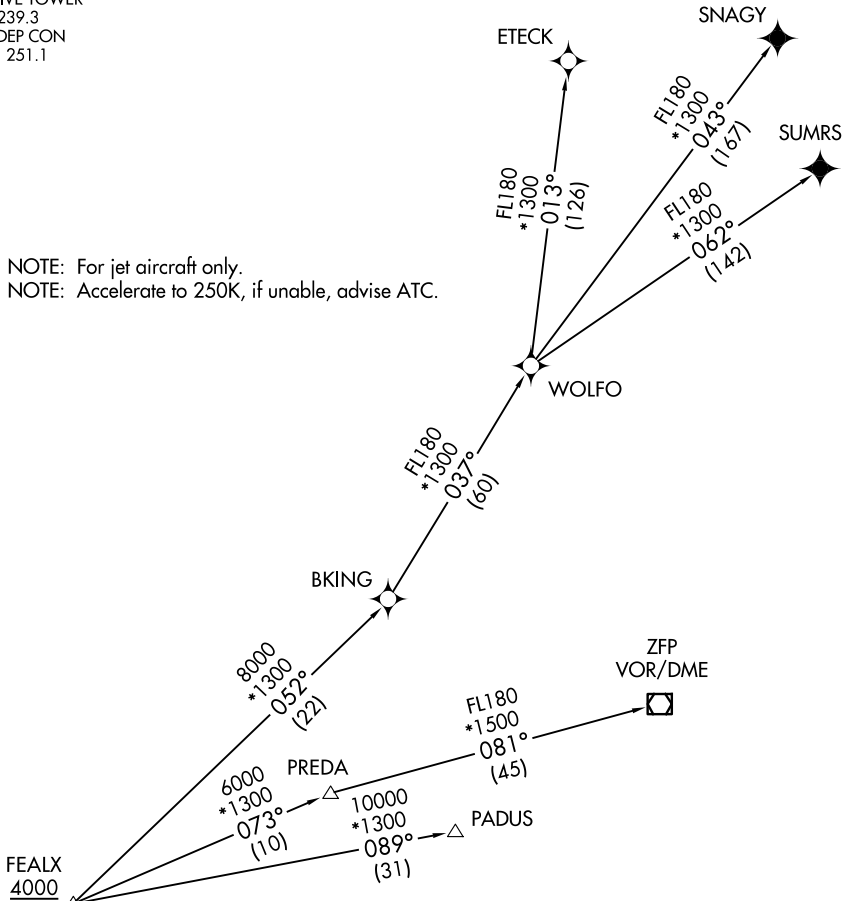 TOWER
239.3
DEP CON
251.1
SNAGY
ETECK
SUMRS
FL180
*1300
043°
(167)
FL180
*1300
013°
(126)
FL180
*1300
062°
(142)
NOTE: For jet aircraft only.
NOTE: Accelerate to 250K, if unable, advise ATC.
WOLFO
FL180
*1300
037°
(60)
BKING
8000
*1300
052°
(22)
ZFP
VOR/DME
FL180
*1500
081°
(45)
PREDA
6000
*1300
073°
(10)
10000
*1300
089°
(31)
PADUS
FEALX
4000